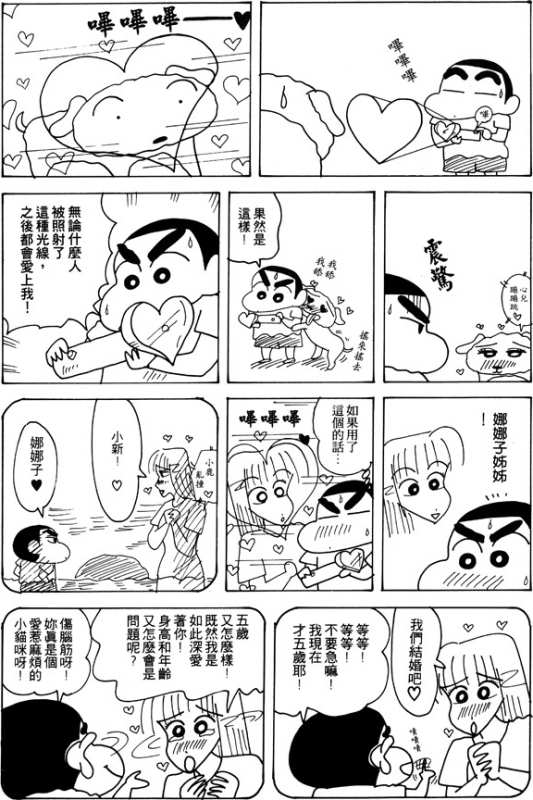 嗶嗶嗶
嗶
嗶嗶嗶——♥
心兒
蹦蹦跳
震驚
果然是
這樣！
我舔
我舔
搖來搖去
無論什麼人
被照射了
這種光線，
之後都會愛上我！
娜娜子姊姊
！
如果用了
這個的話…
嗶嗶嗶
小鹿
亂撞
小新！
娜娜子♥
我們結婚吧♡
等等！
等等！
不要急嘛！
我現在
才五歲耶！
五歲
又怎麼樣！
既然我是
如此深愛
著你！
身高和年齡
又怎麼會是
問題呢？
傷腦筋呀！
妳真是個
愛惹麻煩的
小貓咪呀！